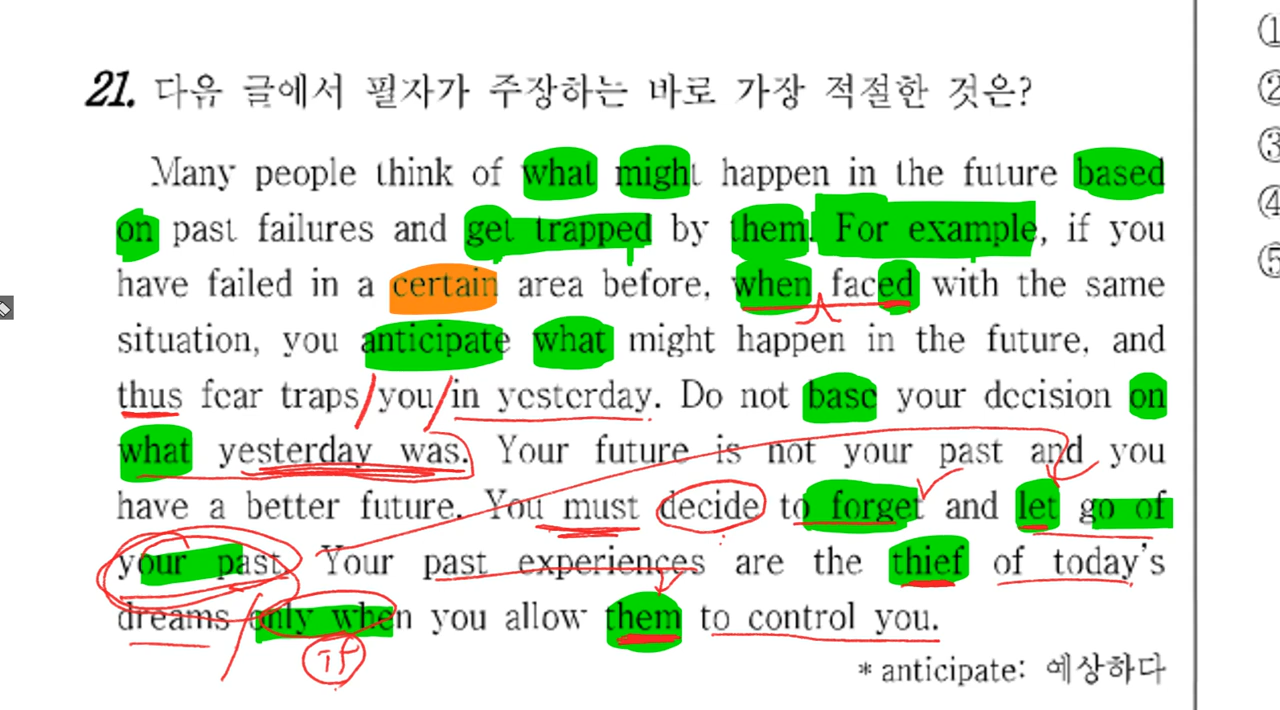 21. 다음 글에서 필자가 주장하는 바로 가장 적절한 것은?
Many people think of what might happen in the future based
on past failures and get trapped by them. For example, if you
have failed in a certain area before, when faced with the same
situation, you anticipate what might happen in the future, and
thus fear traps you in yesterday. Do not base your decision on
what yesterday was. Your future is not your past and you
have a better future. You must decide to forget and let go of
your past. Your past experiences are the thief of today's
dreams only when you allow them to control you.
if
* anticipate: 예상하다
①
②
③
④
⑤